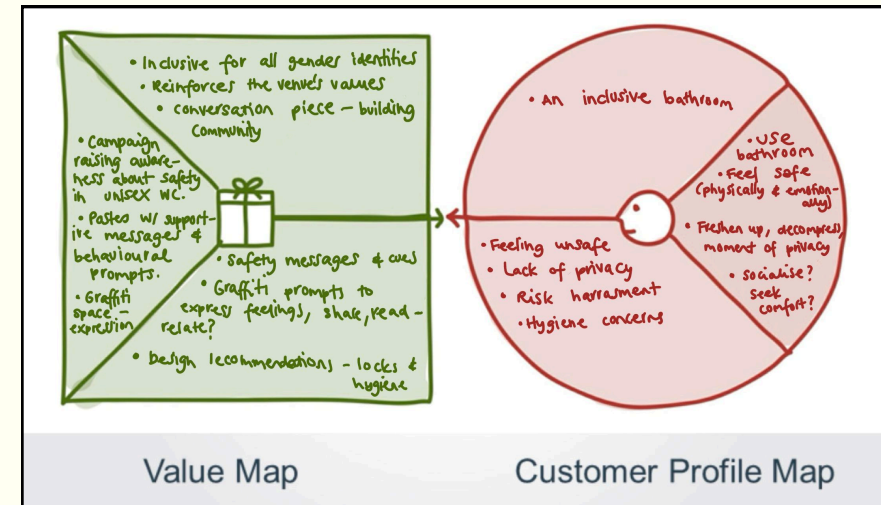 • Inclusive for all gender identities
• Reinforces the venue's values
• conversation piece – building
community
• Campaign
raising aware-
ness about safety
in unisex WC.
• Pastes w/ support-
ive messages &
behavioural
prompts.
• Graffiti
space –
expression
• Safety messages & cues
• Graffiti prompts to
express feelings, share, read –
relate?
• Design recommendations – locks &
hygiene
• An inclusive bathroom
• Use
bathroom
• Feel safe
(physically & emotion-
ally)
• Freshen up, decompress,
moment of privacy
• socialise?
seek
comfort?
• Feeling unsafe
• Lack of privacy
• Risk harrasment
• Hygiene concerns
Value Map
Customer Profile Map